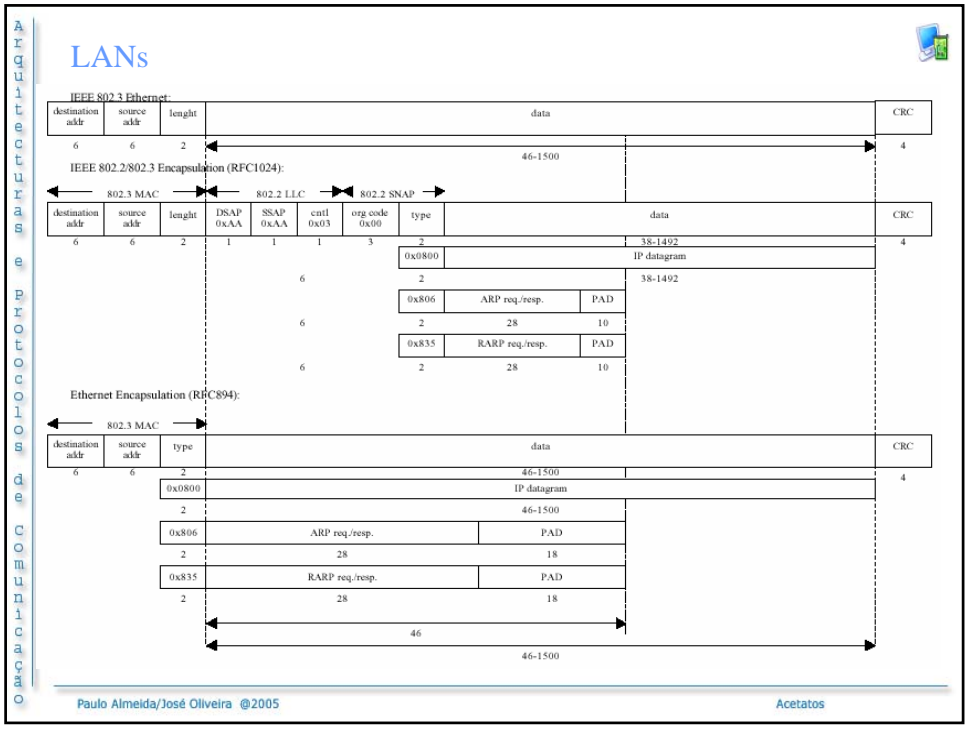 Arquitecturas e Protocolos de Comunicação
LANs
IEEE 802.3 Ethernet:
destination addr source addr lenght data CRC
6 6 2 46-1500 4
IEEE 802.2/802.3 Encapsulation (RFC1024):
802.3 MAC 802.2 LLC 802.2 SNAP
destination addr source addr lenght DSAP 0xAA SSAP 0xAA cntl 0x03 org code 0x00 type data CRC
6 6 2 1 1 1 3 2 38-1492 4
0x0800 IP datagram
6 2 38-1492
0x806 ARP req./resp. PAD
6 2 28 10
0x835 RARP req./resp. PAD
6 2 28 10
Ethernet Encapsulation (RFC894):
802.3 MAC
destination addr source addr type data CRC
6 6 2 46-1500 4
0x0800 IP datagram
2 46-1500
0x806 ARP req./resp. PAD
2 28 18
0x835 RARP req./resp. PAD
2 28 18
46
46-1500
Paulo Almeida/José Oliveira @2005 Acetatos